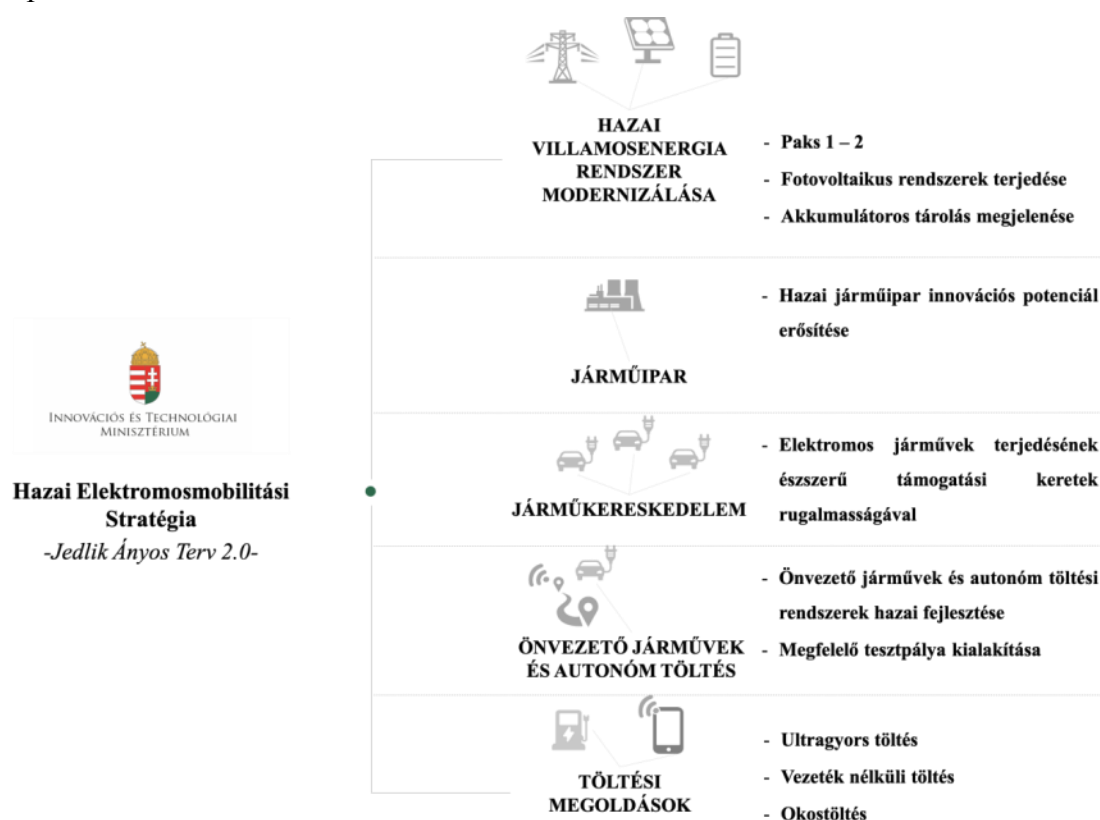 HAZAI
VILLAMOSENERGIA
RENDSZER
MODERNIZÁLÁSA
- Paks 1 – 2
- Fotovoltaikus rendszerek terjedése
- Akkumulátoros tárolás megjelenése
- Hazai járműipar innovációs potenciál
erősítése
JÁRMŰIPAR
INNOVÁCIÓS ÉS TECHNOLÓGIAI
MINISZTÉRIUM
Hazai Elektromosmobilitási
Stratégia
-Jedlik Ányos Terv 2.0-
JÁRMŰKERESKEDELEM
- Elektromos járművek terjedésének
észszerű támogatási keretek
rugalmasságával
ÖNVEZETŐ JÁRMŰVEK
ÉS AUTONÓM TÖLTÉS
- Önvezető járművek és autonóm töltési
rendszerek hazai fejlesztése
- Megfelelő tesztpálya kialakítása
TÖLTÉSI
MEGOLDÁSOK
- Ultragyors töltés
- Vezeték nélküli töltés
- Okostöltés